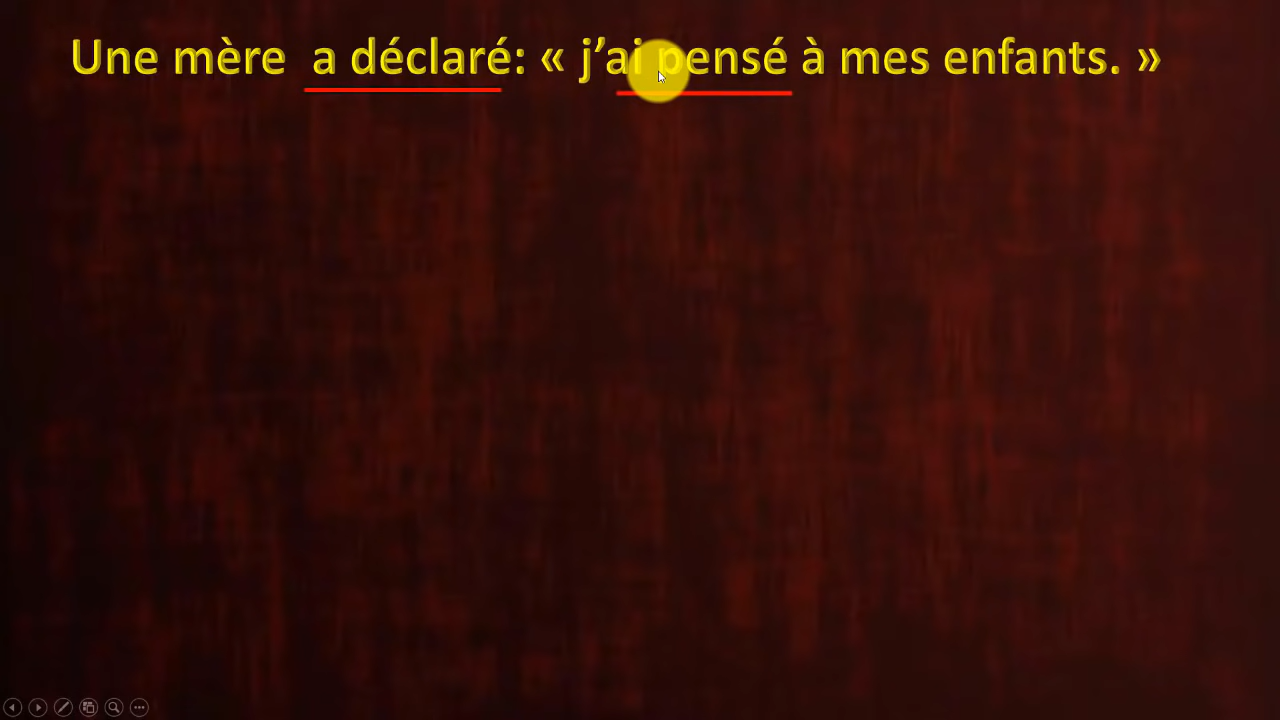 Une mère  a déclaré: « j’ai pensé à mes enfants. »